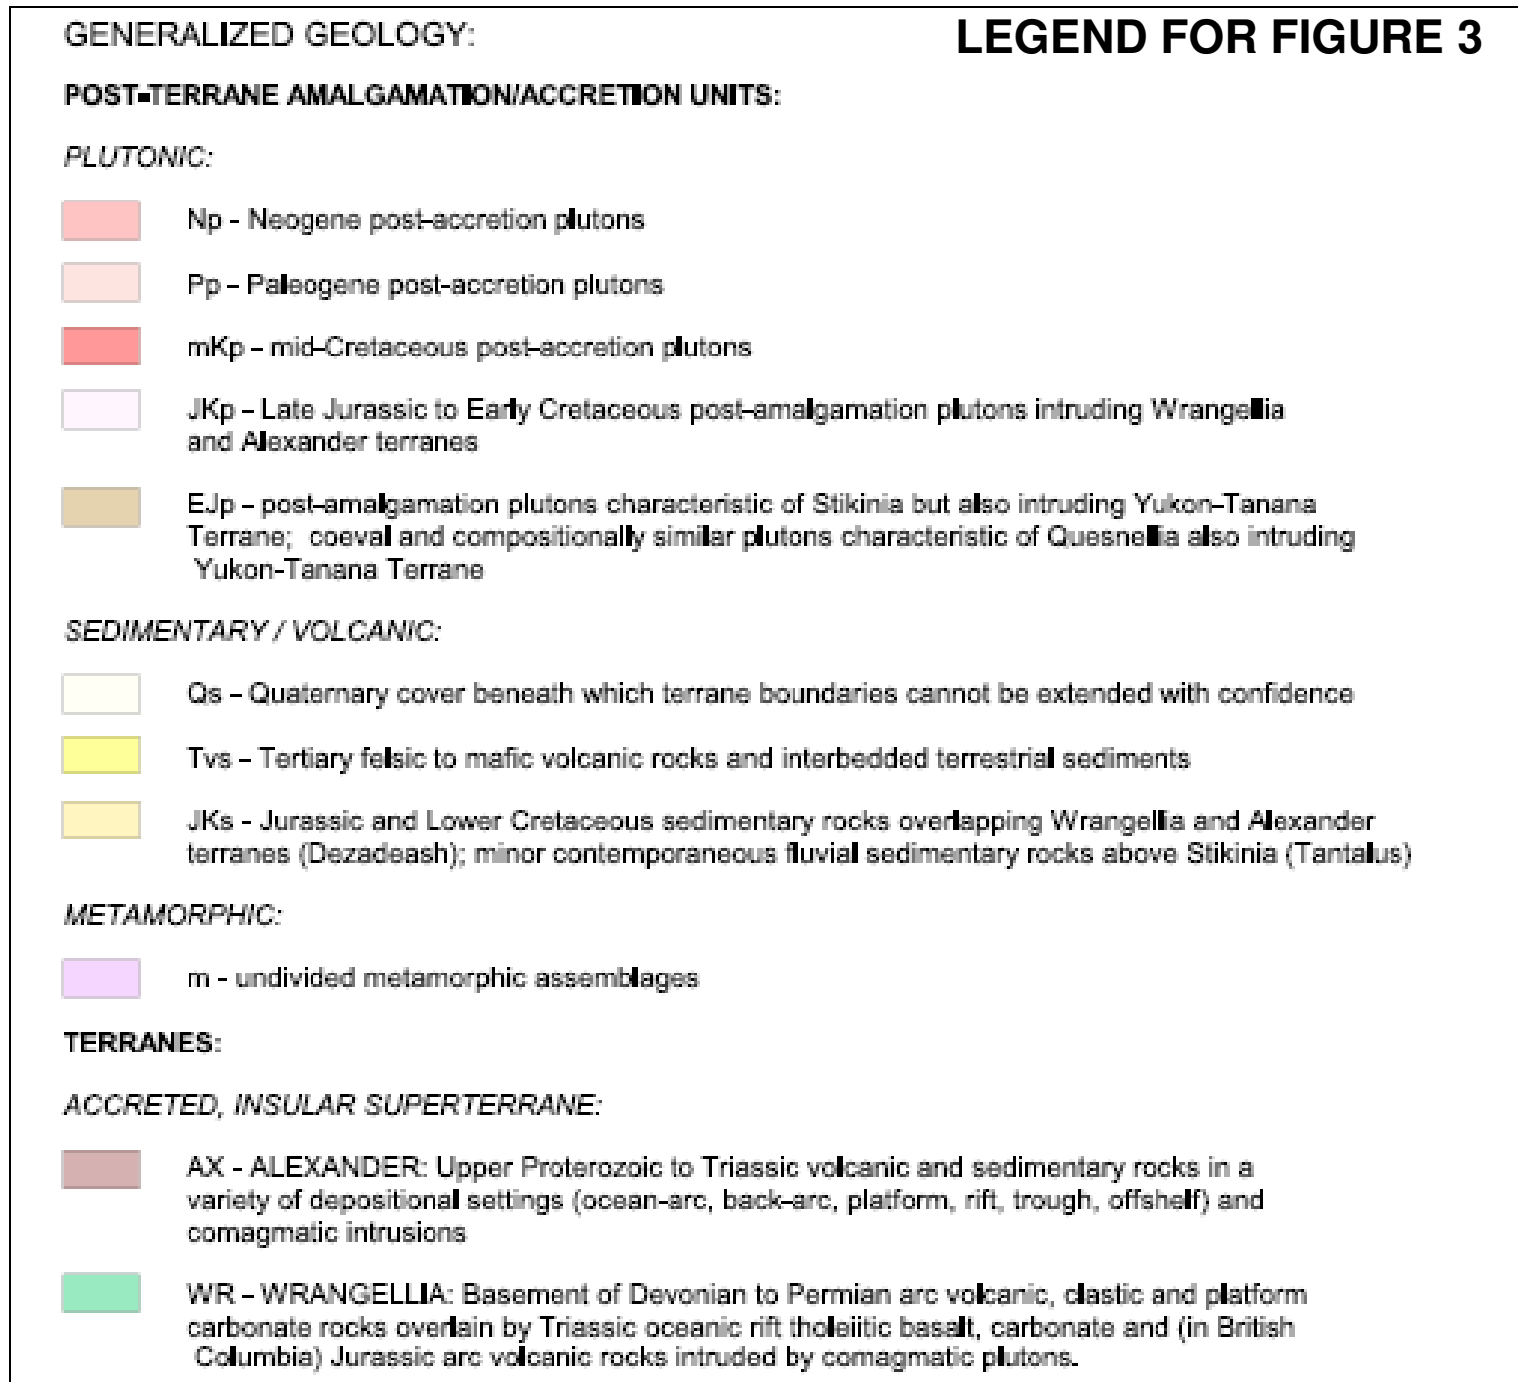 GENERALIZED GEOLOGY:
LEGEND FOR FIGURE 3
POST-TERRANE AMALGAMATION/ACCRETION UNITS:
PLUTONIC:
Np - Neogene post-accretion plutons
Pp - Paleogene post-accretion plutons
mKp - mid-Cretaceous post-accretion plutons
JKp - Late Jurassic to Early Cretaceous post-amalgamation plutons intruding Wrangellia
and Alexander terranes
EJp - post-amalgamation plutons characteristic of Stikinia but also intruding Yukon-Tanana
Terrane; coeval and compositionally similar plutons characteristic of Quesnellia also intruding
Yukon-Tanana Terrane
SEDIMENTARY / VOLCANIC:
Qs - Quaternary cover beneath which terrane boundaries cannot be extended with confidence
Tvs - Tertiary felsic to mafic volcanic rocks and interbedded terrestrial sediments
JKs - Jurassic and Lower Cretaceous sedimentary rocks overlapping Wrangellia and Alexander
terranes (Dezadeash); minor contemporaneous fluvial sedimentary rocks above Stikinia (Tantalus)
METAMORPHIC:
m - undivided metamorphic assemblages
TERRANES:
ACCRETED, INSULAR SUPERTERRANE:
AX - ALEXANDER: Upper Proterozoic to Triassic volcanic and sedimentary rocks in a
variety of depositional settings (ocean-arc, back-arc, platform, rift, trough, offshelf) and
comagmatic intrusions
WR - WRANGELLIA: Basement of Devonian to Permian arc volcanic, clastic and platform
carbonate rocks overlain by Triassic oceanic rift tholeiitic basalt, carbonate and (in British
Columbia) Jurassic arc volcanic rocks intruded by comagmatic plutons.